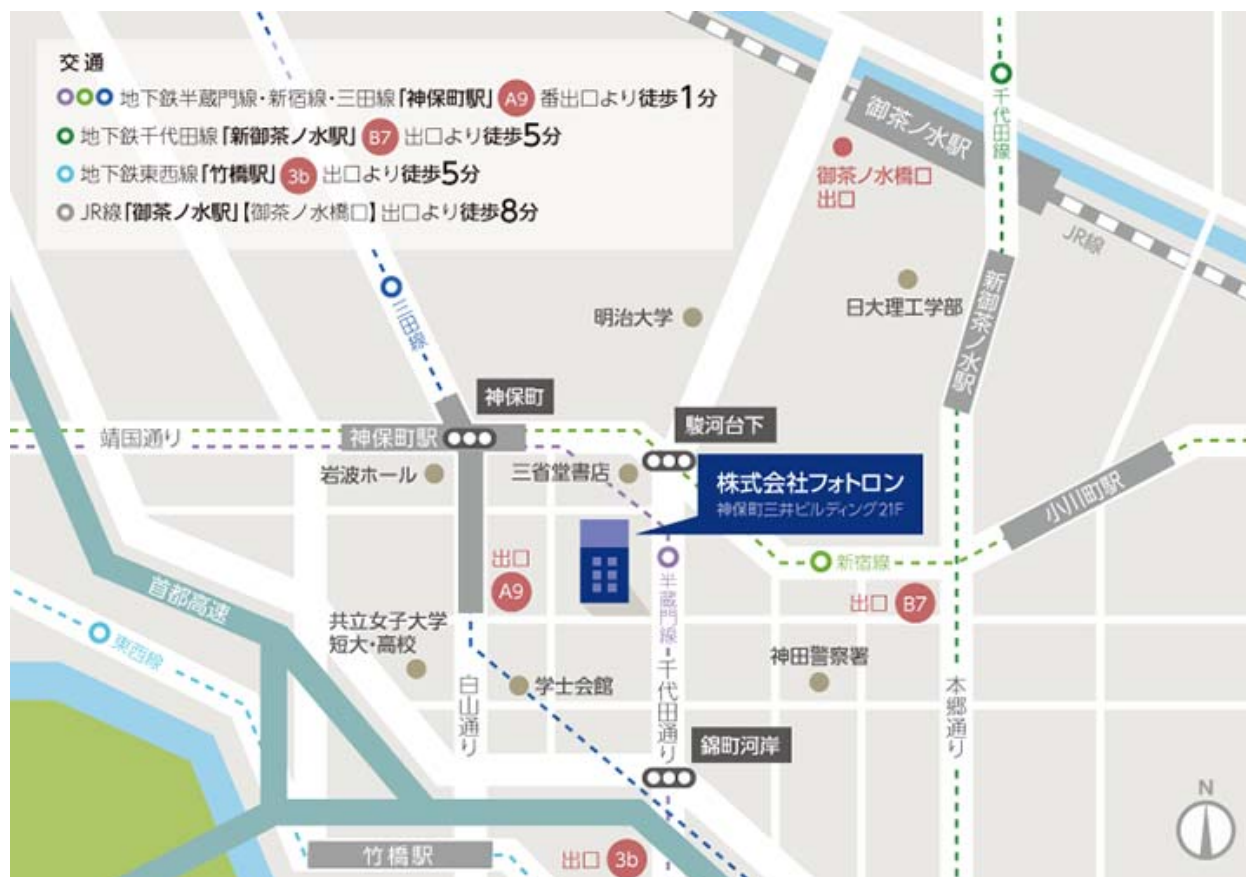 交通
地下鉄半蔵門線・新宿線・三田線「神保町駅」 A9 番出口より徒歩1分
地下鉄千代田線「新御茶ノ水駅」 B7 出口より徒歩5分
地下鉄東西線「竹橋駅」 3b 出口より徒歩5分
JR線「御茶ノ水駅」【御茶ノ水橋口】出口より徒歩8分
千代田線
御茶ノ水駅
御茶ノ水橋口
出口
JR線
新御茶ノ水駅
日大理工学部
明治大学
三田線
神保町
駿河台下
靖国通り
神保町駅
岩波ホール
三省堂書店
株式会社フォトロン
神保町三井ビルディング21F
小川町駅
新宿線
出口
A9
半蔵門線
出口 B7
首都高速
東西線
共立女子大学
短大・高校
学士会館
神田警察署
白山通り
千代田通り
本郷通り
錦町河岸
竹橋駅
出口 3b
N